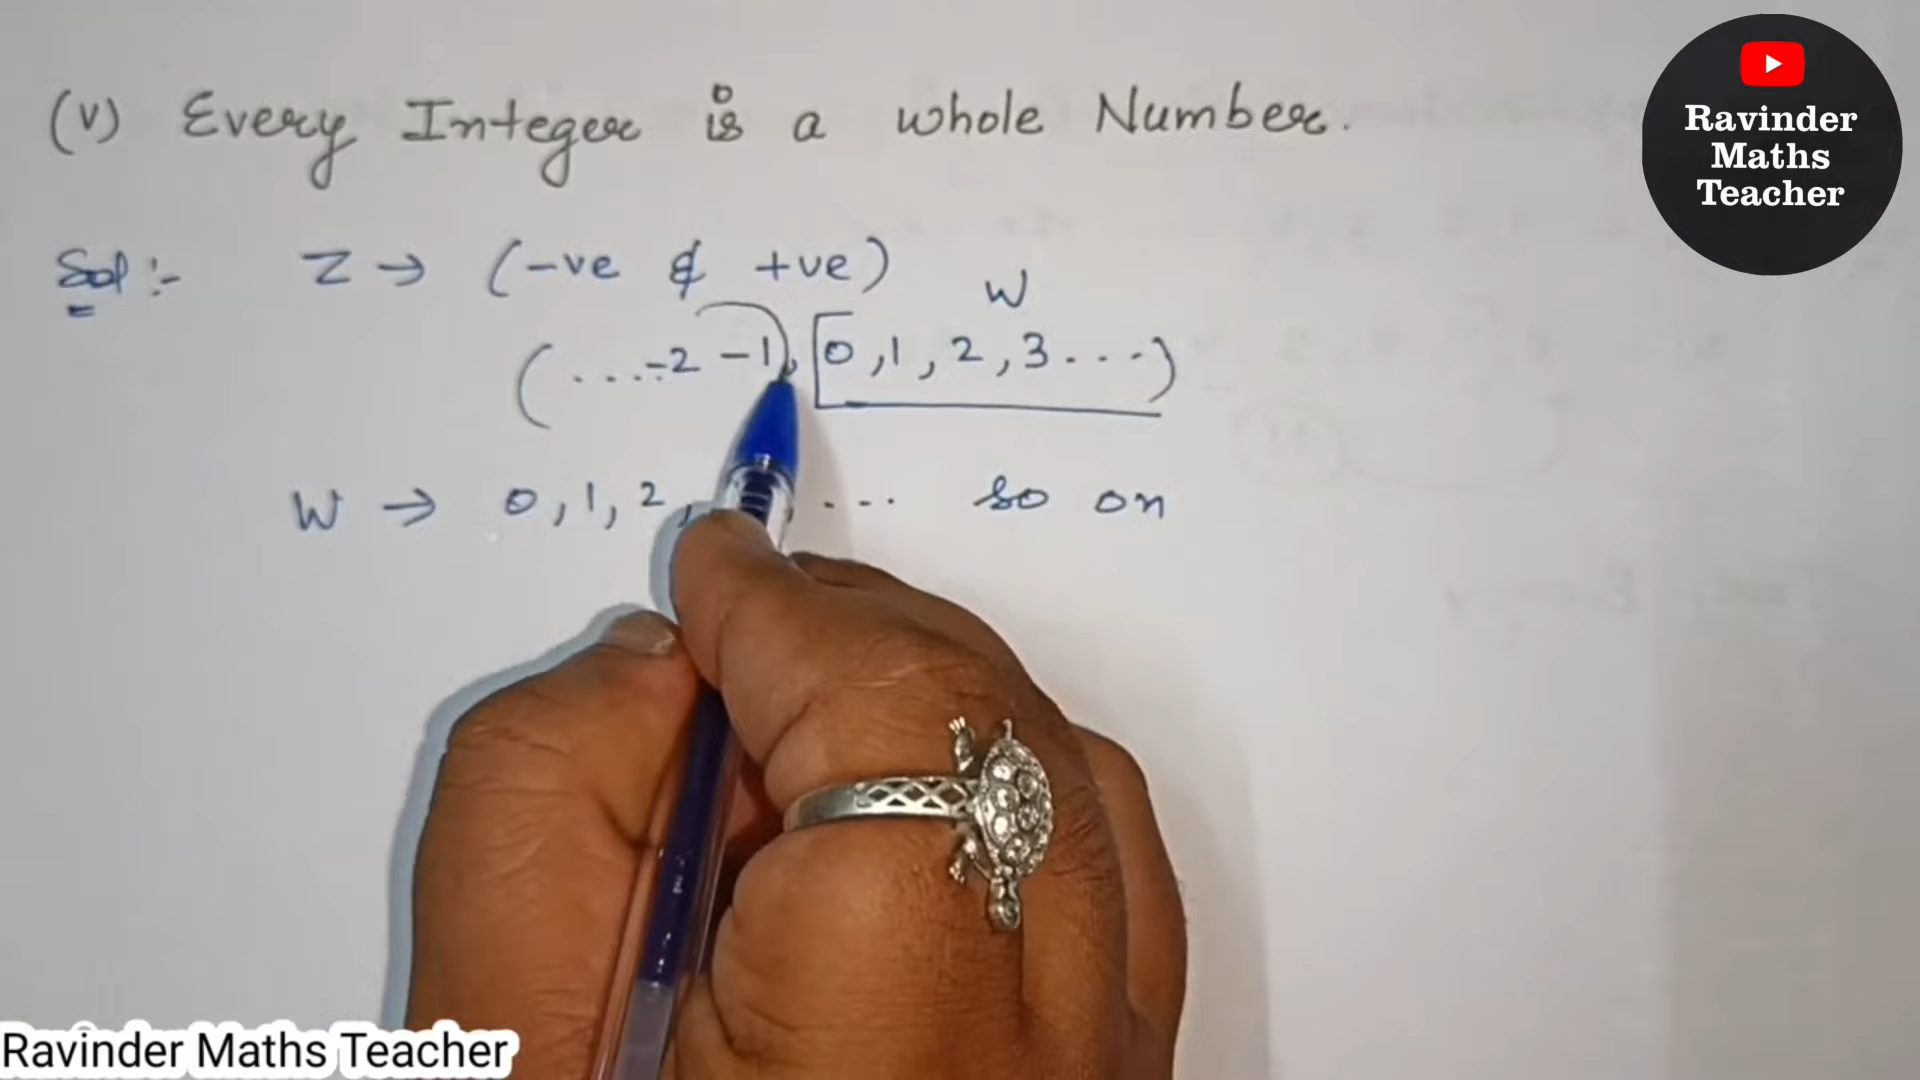 (v) Every Integer is a whole Number.
Ravinder
Maths
Teacher
Sol :- Z → (-ve & +ve)
W
(....-2 -1, 0, 1, 2, 3...)
W → 0, 1, 2, , ... so on
Ravinder Maths Teacher